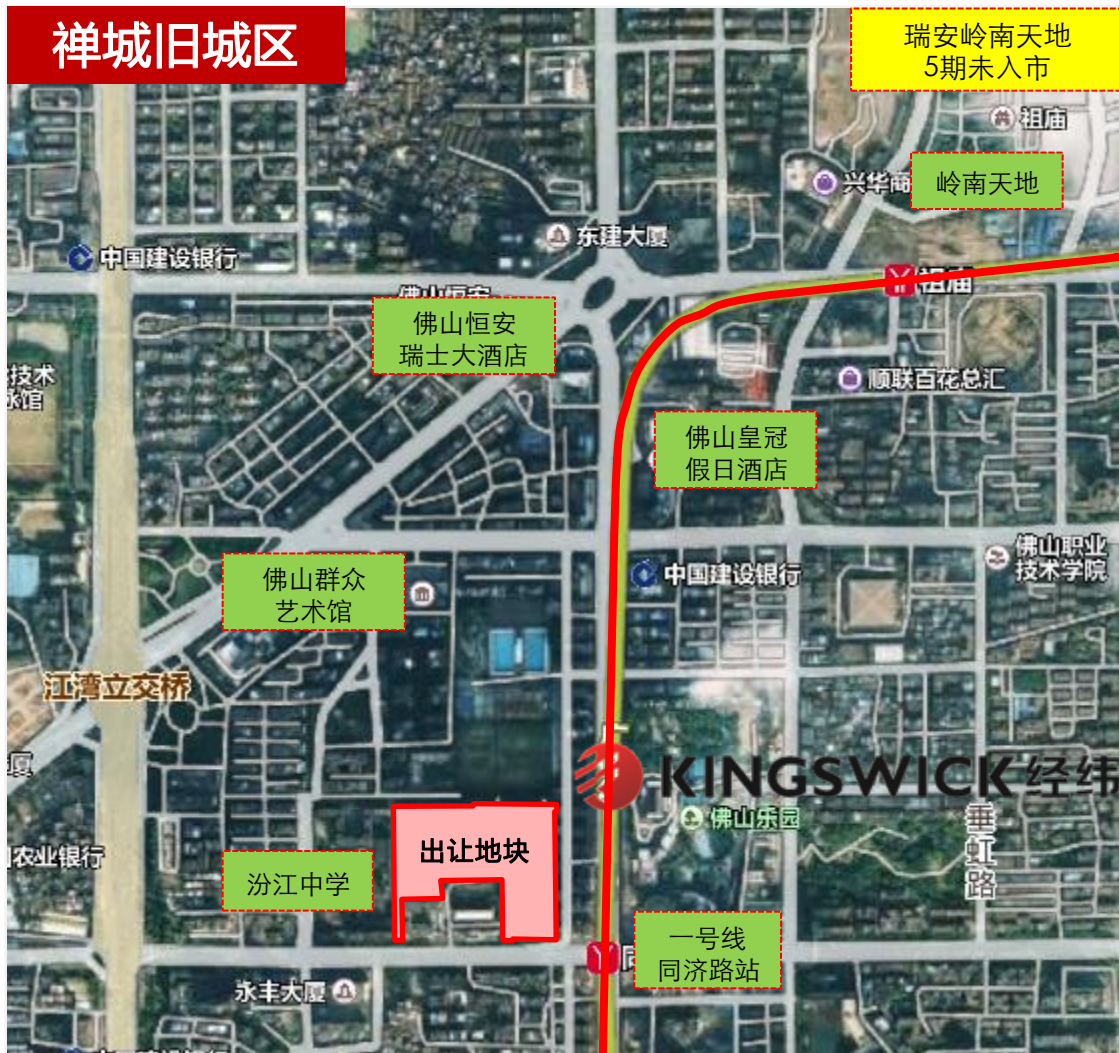 禅城旧城区
瑞安岭南天地
5期未入市
祖庙
兴华商
岭南天地
东建大厦
中国建设银行
祖庙
佛山恒安
佛山恒安
瑞士大酒店
技术
泳馆
顺联百花总汇
佛山皇冠
假日酒店
佛山职业
技术学院
中国建设银行
佛山群众
艺术馆
江湾立交桥
厦
KINGSWICK经纬
佛山乐园
垂虹路
出让地块
农业银行
汾江中学
一号线
同济路站
同
永丰大厦